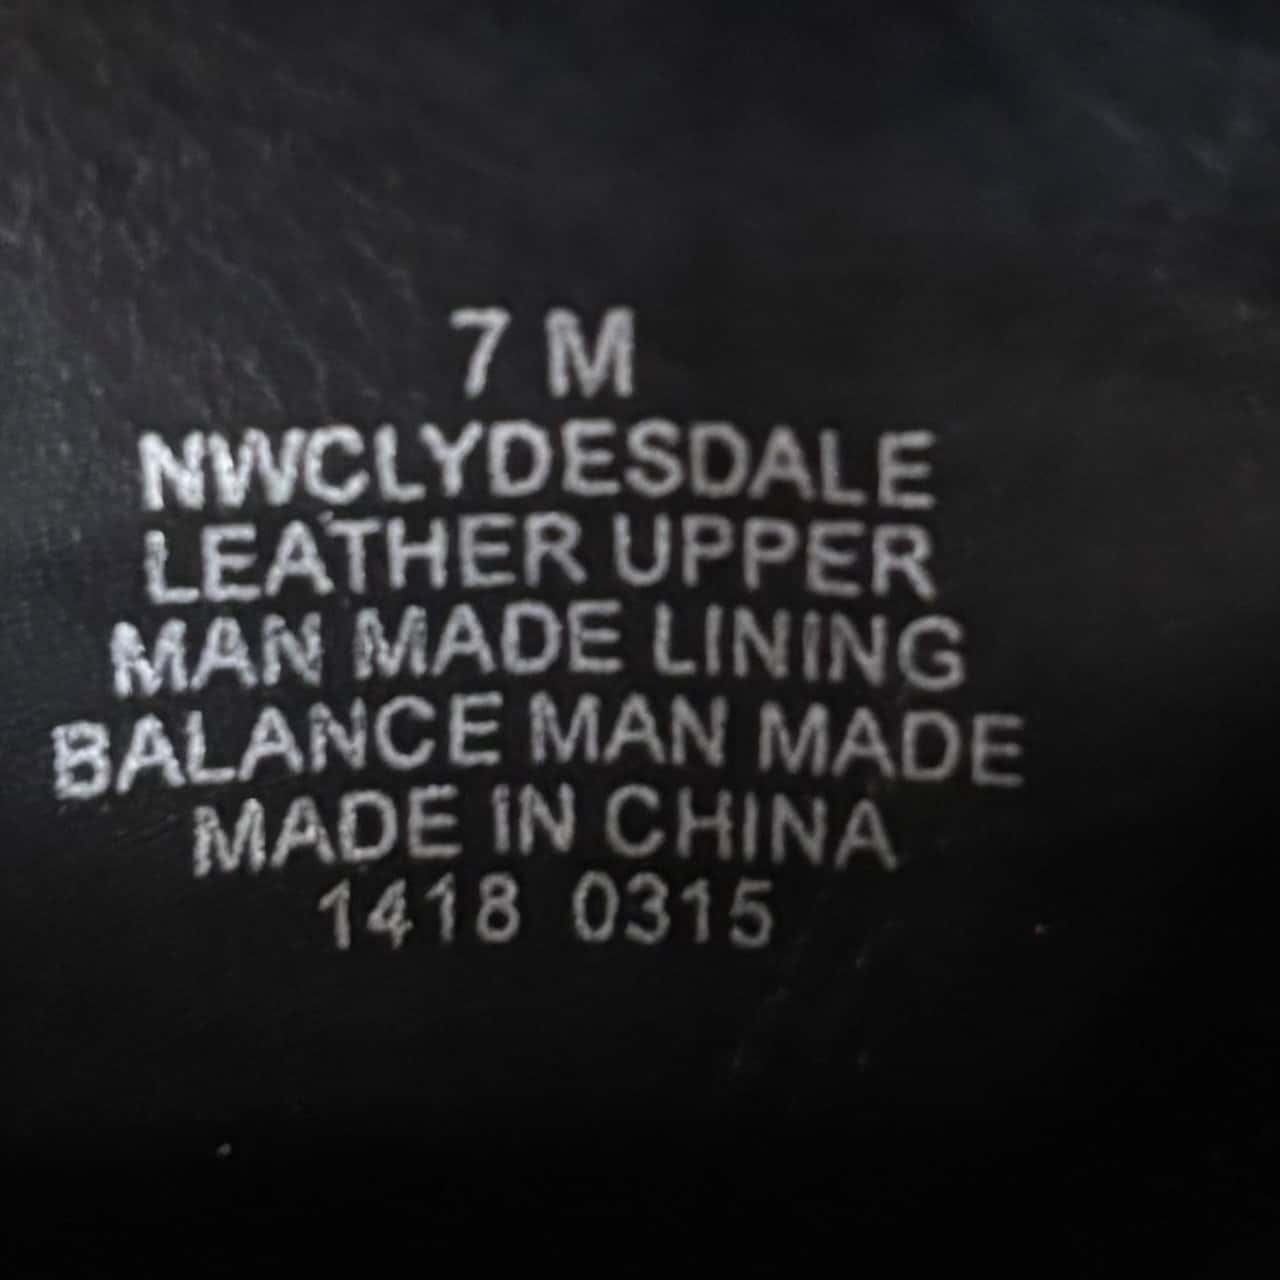 7 M
NWCLYDESDALE
LEATHER UPPER
MAN MADE LINING
BALANCE MAN MADE
MADE IN CHINA
1418 0315